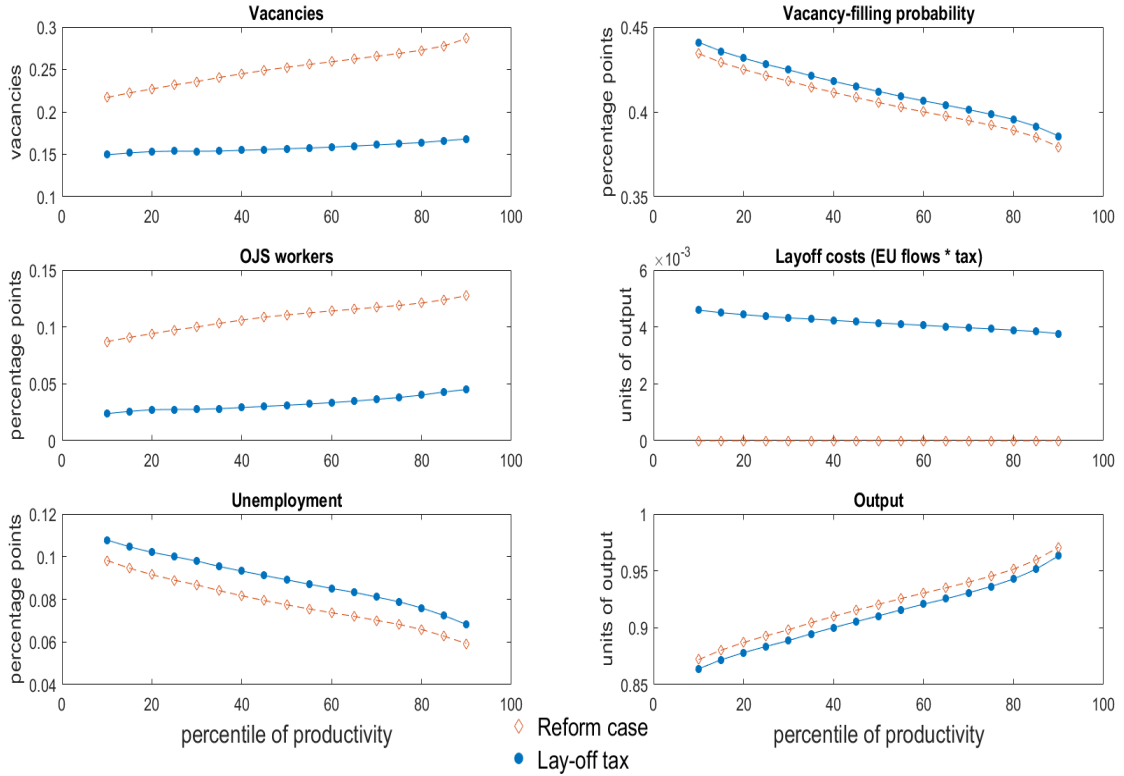 Vacancies
vacancies
0.3
0.25
0.2
0.15
0.1
0 20 40 60 80 100
Vacancy-filling probability
percentage points
0.45
0.4
0.35
0 20 40 60 80 100
OJS workers
percentage points
0.15
0.1
0.05
0
0 20 40 60 80 100
Layoff costs (EU flows * tax)
×10⁻³
units of output
6
4
2
0
0 20 40 60 80 100
Unemployment
percentage points
0.12
0.1
0.08
0.06
0.04
0 20 40 60 80 100
percentile of productivity
Output
units of output
1
0.95
0.9
0.85
0 20 40 60 80 100
percentile of productivity
Reform case
Lay-off tax